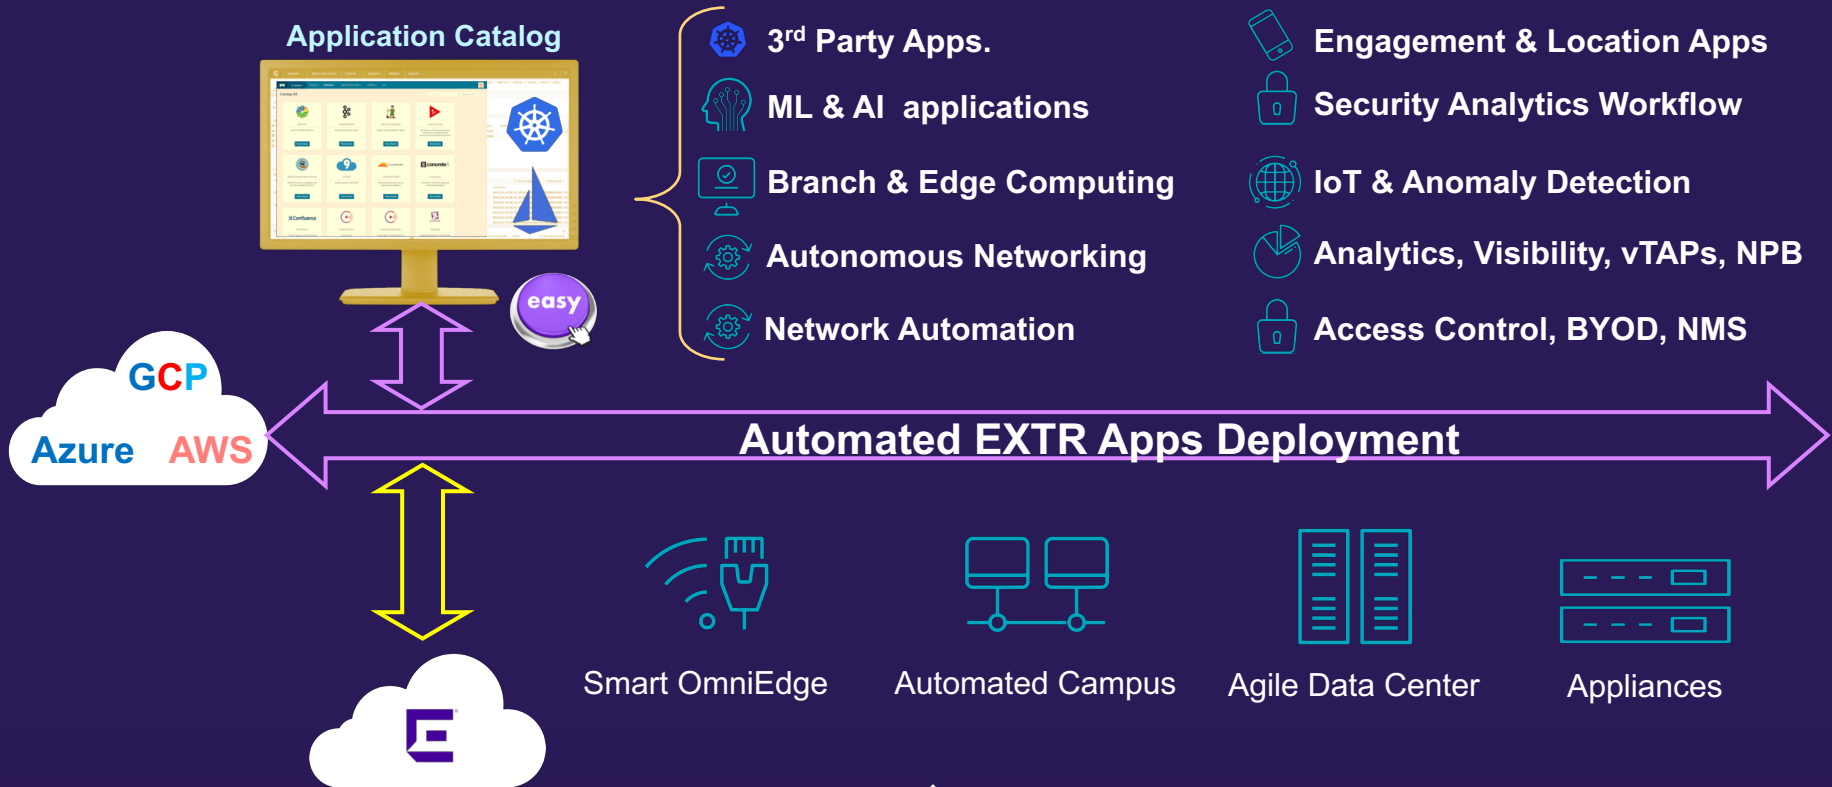 Application Catalog
3rd Party Apps.
ML & AI applications
Branch & Edge Computing
Autonomous Networking
Network Automation
Engagement & Location Apps
Security Analytics Workflow
IoT & Anomaly Detection
Analytics, Visibility, vTAPs, NPB
Access Control, BYOD, NMS
Confluence
easy
GCP
Azure AWS
Automated EXTR Apps Deployment
Smart OmniEdge
Automated Campus
Agile Data Center
Appliances